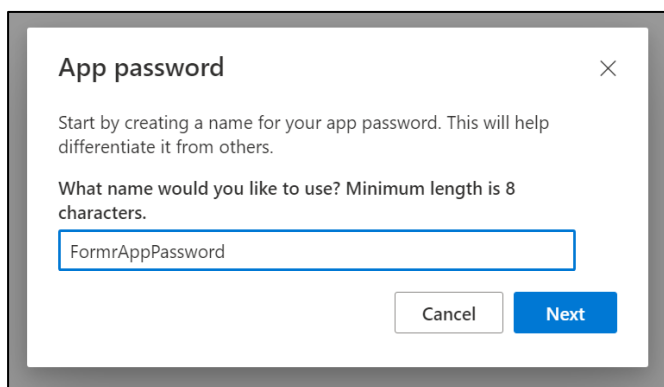 App password
Start by creating a name for your app password. This will help
differentiate it from others.
What name would you like to use? Minimum length is 8
characters.
FormrAppPassword
Cancel
Next